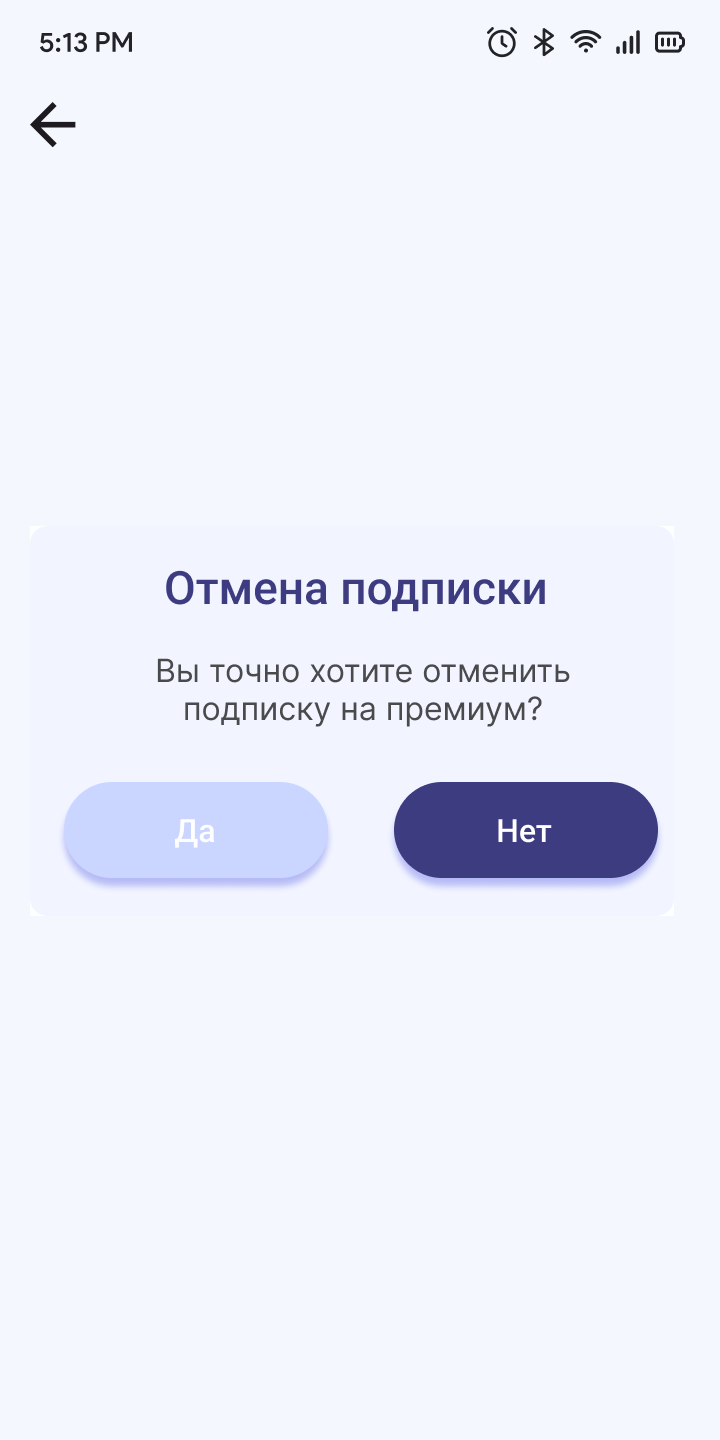 5:13 PM
Отмена подписки
Вы точно хотите отменить
подписку на премиум?
Да
Нет